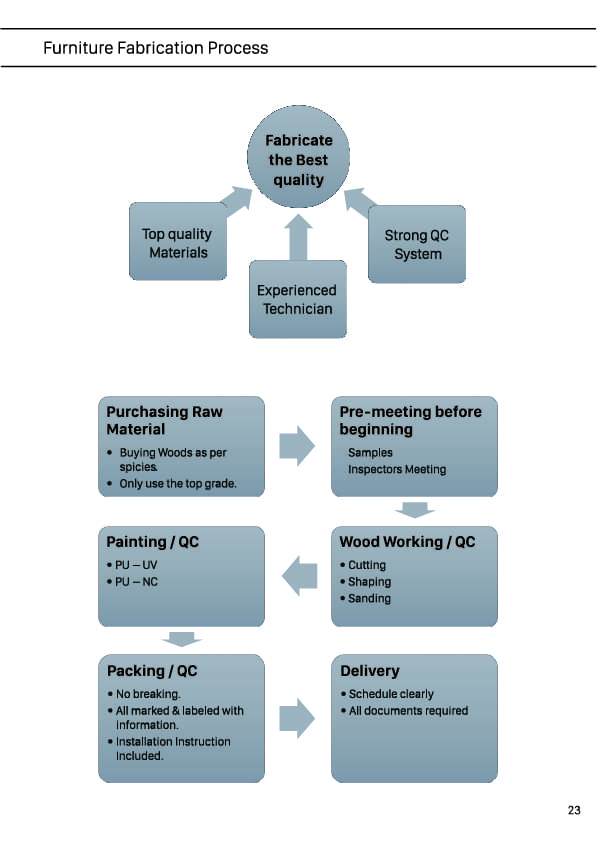 Furniture Fabrication Process
Fabricate
the Best
quality
Top quality
Materials
Experienced
Technician
Strong QC
System
Purchasing Raw
Material
• Buying Woods as per
spicies.
• Only use the top grade.
Pre-meeting before
beginning
Samples
Inspectors Meeting
Wood Working / QC
• Cutting
• Shaping
• Sanding
Painting / QC
• PU – UV
• PU – NC
Packing / QC
• No breaking.
• All marked & labeled with
information.
• Installation Instruction
Included.
Delivery
• Schedule clearly
• All documents required
23